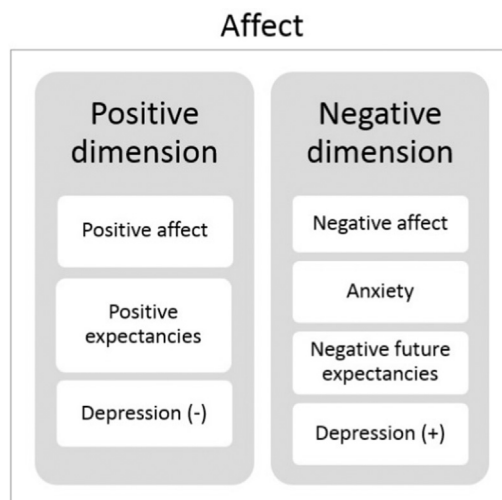 Affect
Positive
dimension
Positive affect
Positive
expectancies
Depression (-)
Negative
dimension
Negative affect
Anxiety
Negative future
expectancies
Depression (+)